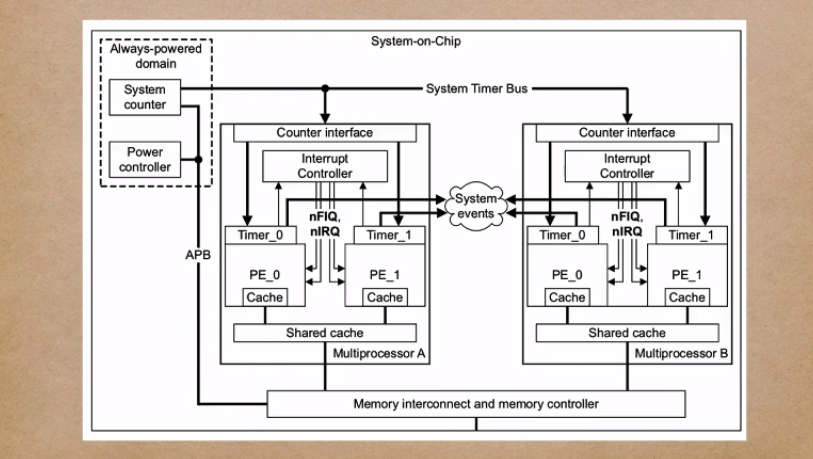 System-on-Chip
Always-powered
domain
System
counter
Power
controller
System Timer Bus
APB
Counter interface
Interrupt
Controller
nFIQ,
nIRQ
Timer_0
Timer_1
PE_0
PE_1
Cache
Cache
Shared cache
Multiprocessor A
System
events
Counter interface
Interrupt
Controller
nFIQ,
nIRQ
Timer_0
Timer_1
PE_0
PE_1
Cache
Cache
Shared cache
Multiprocessor B
Memory interconnect and memory controller